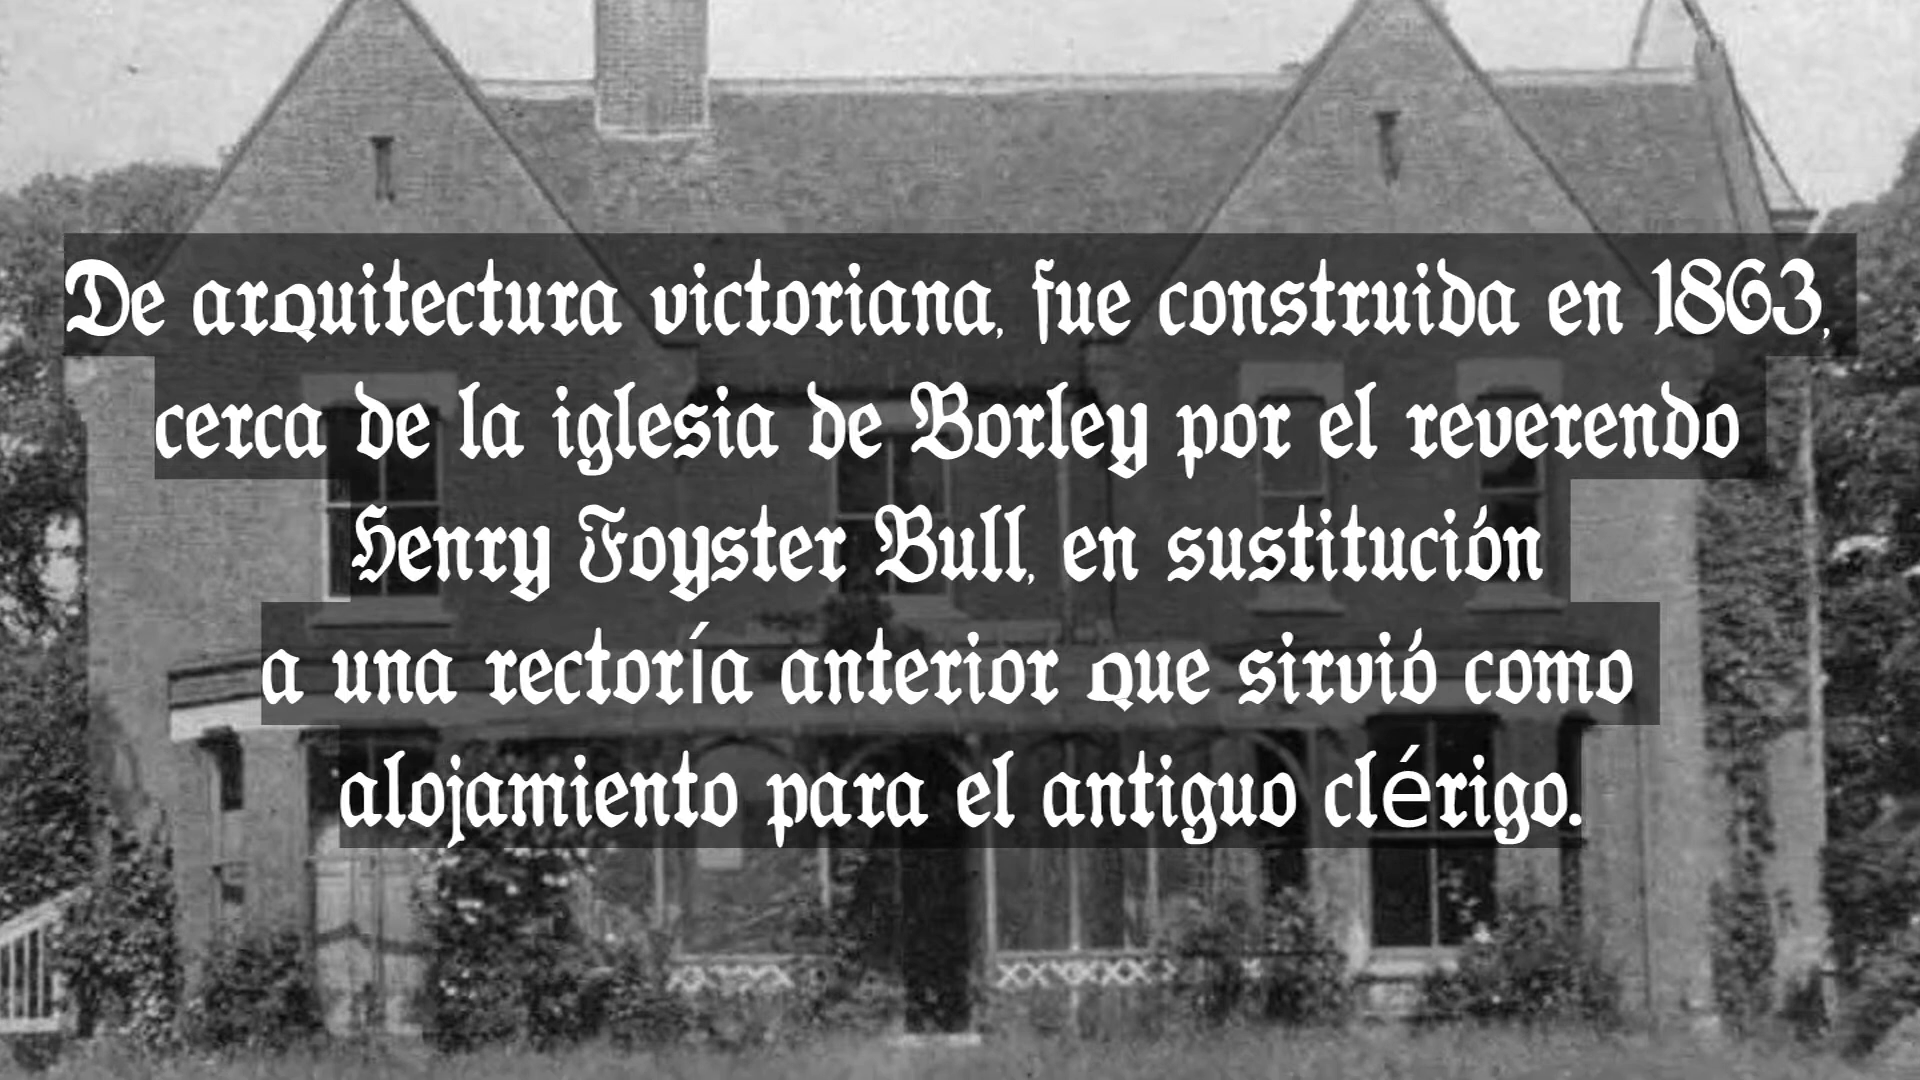 De arquitectura victoriana, fue construida en 1863,
cerca de la iglesia de Borley por el reverendo
Henry Foyster Bull, en sustitución
a una rectoría anterior que sirvió como
alojamiento para el antiguo clérigo.